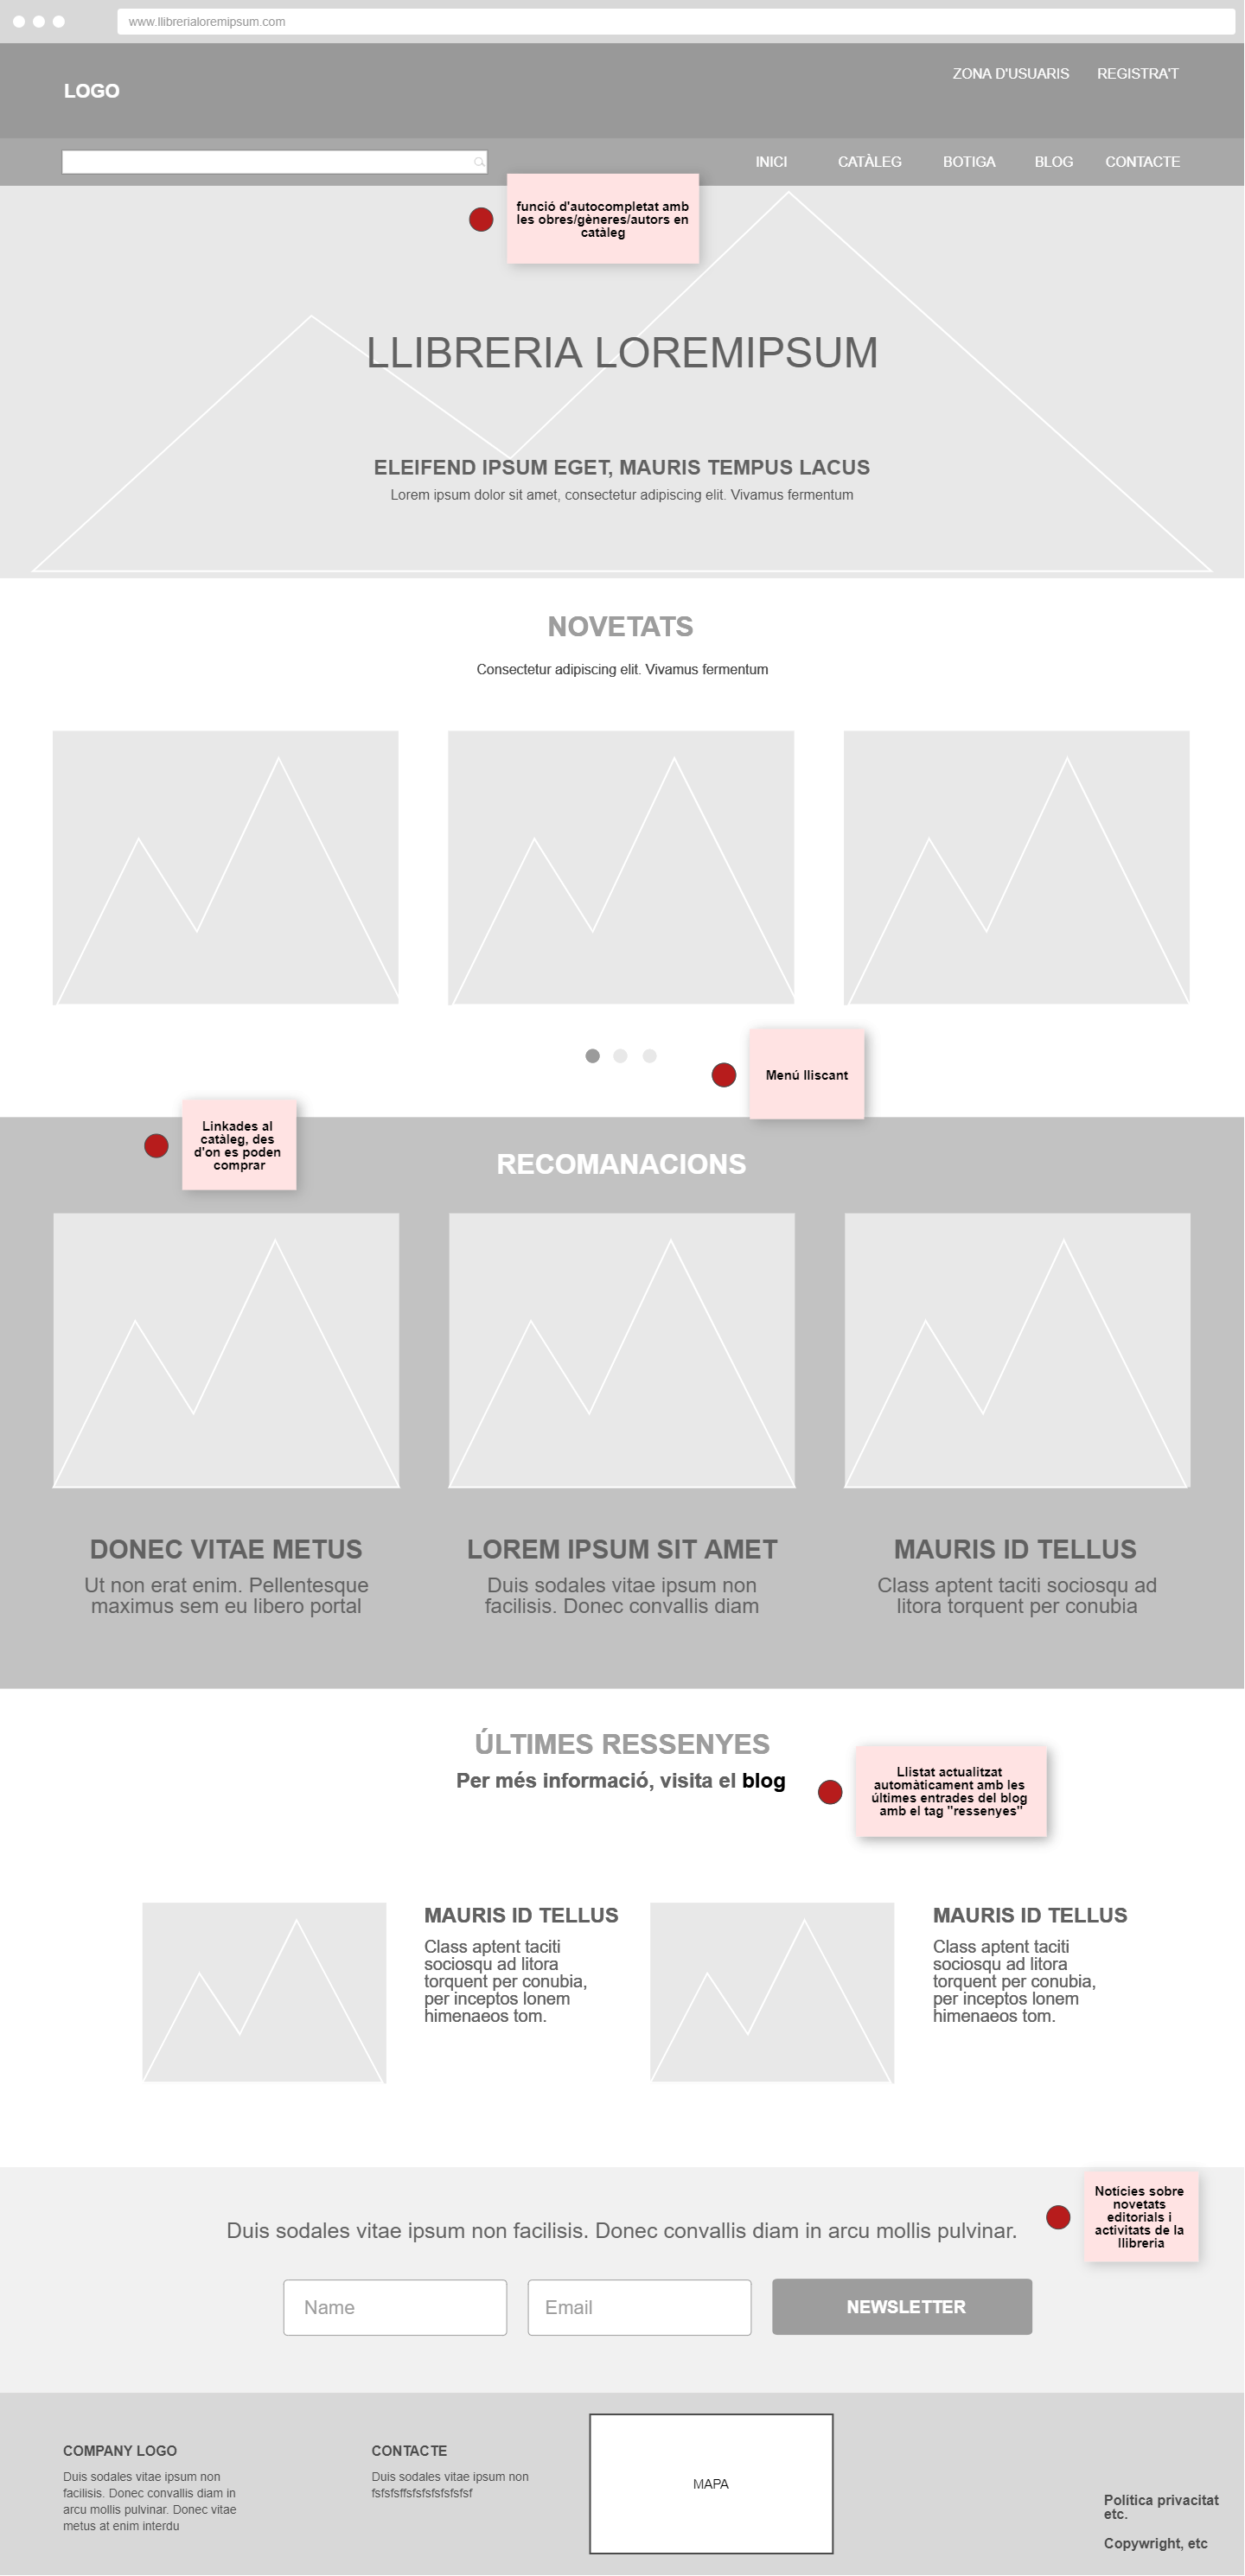 www.llibrerialoremipsum.com
LOGO
ZONA D'USUARIS
REGISTRA'T
INICI
CATÀLEG
BOTIGA
BLOG
CONTACTE
funció d'autocompletat amb
les obres/gèneres/autors en
catàleg
LLIBRERIA LOREMIPSUM
ELEIFEND IPSUM EGET, MAURIS TEMPUS LACUS
Lorem ipsum dolor sit amet, consectetur adipiscing elit. Vivamus fermentum
NOVETATS
Consectetur adipiscing elit. Vivamus fermentum
Menú lliscant
Linkades al
catàleg, des
d'on es poden
comprar
RECOMANACIONS
DONEC VITAE METUS
Ut non erat enim. Pellentesque
maximus sem eu libero portal
LOREM IPSUM SIT AMET
Duis sodales vitae ipsum non
facilisis. Donec convallis diam
MAURIS ID TELLUS
Class aptent taciti sociosqu ad
litora torquent per conubia
ÚLTIMES RESSENYES
Per més informació, visita el blog
Llistat actualitzat
automàticament amb les
últimes entrades del blog
amb el tag "ressenyes"
MAURIS ID TELLUS
Class aptent taciti
sociosqu ad litora
torquent per conubia,
per inceptos lonem
himenaeos tom.
MAURIS ID TELLUS
Class aptent taciti
sociosqu ad litora
torquent per conubia,
per inceptos lonem
himenaeos tom.
Notícies sobre
novetats
editorials i
activitats de la
llibreria
Duis sodales vitae ipsum non facilisis. Donec convallis diam in arcu mollis pulvinar.
Name
Email
NEWSLETTER
COMPANY LOGO
Duis sodales vitae ipsum non
facilisis. Donec convallis diam in
arcu mollis pulvinar. Donec vitae
metus at enim interdu
CONTACTE
Duis sodales vitae ipsum non
fsfsfsffsfsfsfsfsfsfsf
MAPA
Política privacitat
etc.
Copywright, etc